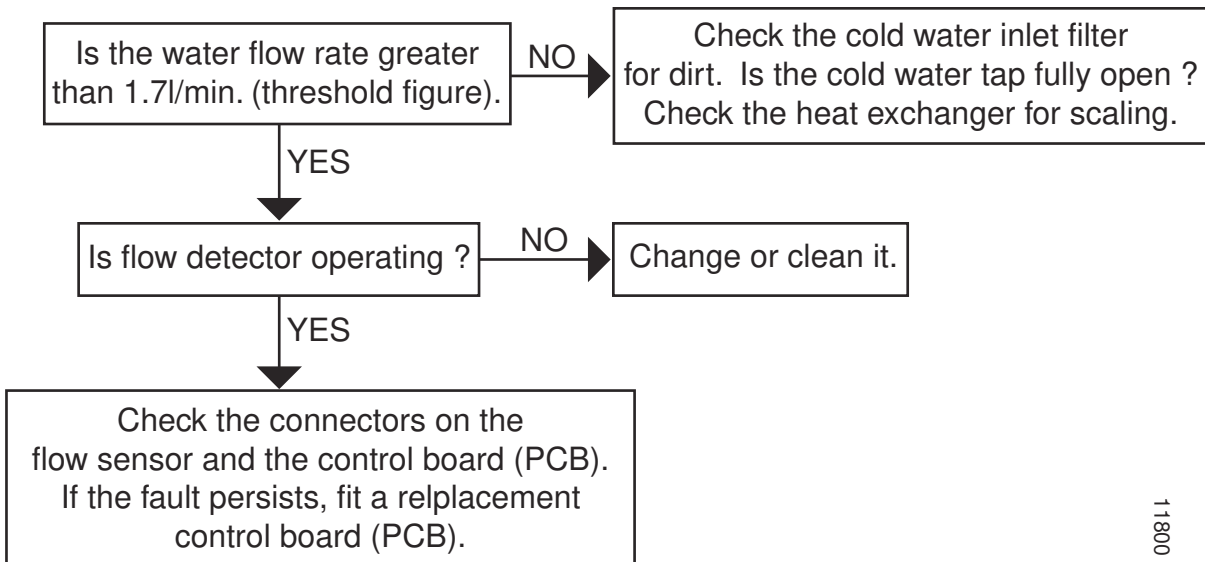 Is the water flow rate greater
than 1.7l/min. (threshold figure).
NO
Check the cold water inlet filter
for dirt. Is the cold water tap fully open ?
Check the heat exchanger for scaling.
YES
Is flow detector operating ?
NO
Change or clean it.
YES
Check the connectors on the
flow sensor and the control board (PCB).
If the fault persists, fit a relplacement
control board (PCB).
11800